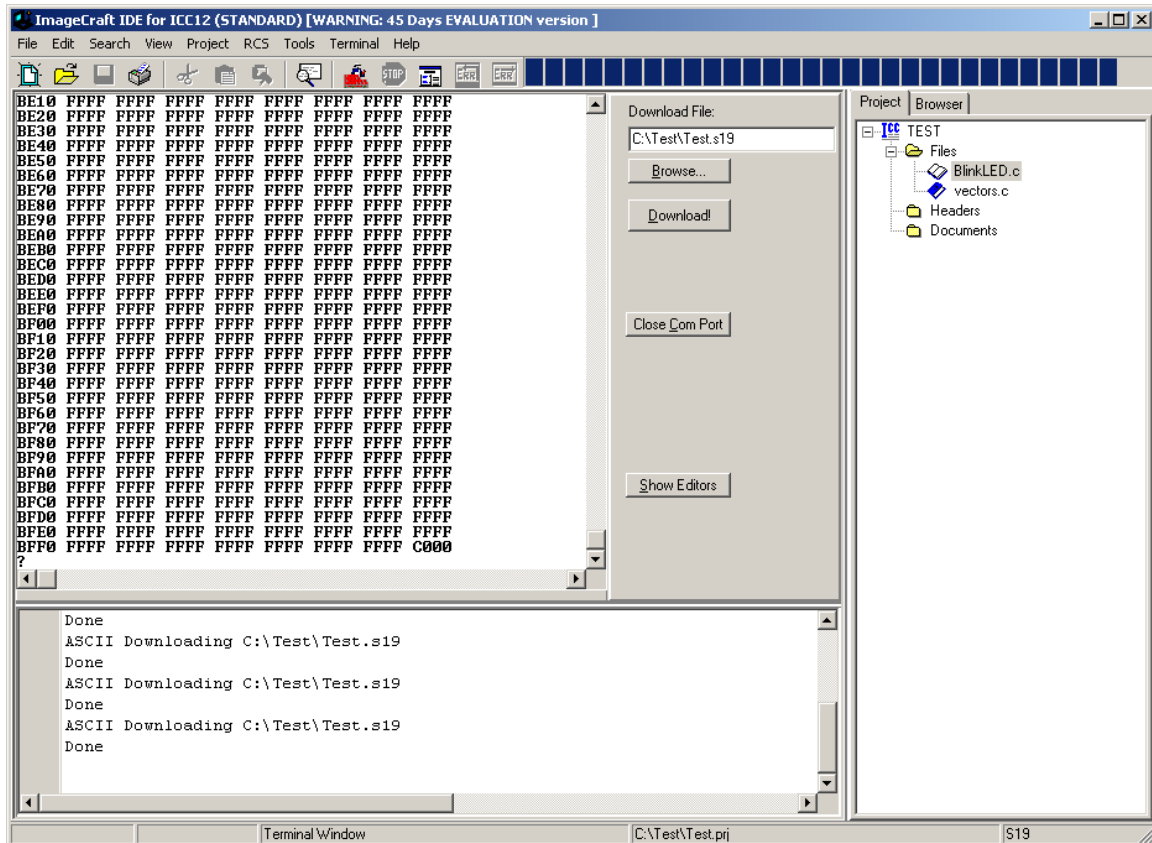 ImageCraft IDE for ICC12 (STANDARD) [WARNING: 45 Days EVALUATION version ]
File Edit Search View Project RCS Tools Terminal Help
STOP ERR ERR
BE10 FFFF FFFF FFFF FFFF FFFF FFFF FFFF FFFF
BE20 FFFF FFFF FFFF FFFF FFFF FFFF FFFF FFFF
BE30 FFFF FFFF FFFF FFFF FFFF FFFF FFFF FFFF
BE40 FFFF FFFF FFFF FFFF FFFF FFFF FFFF FFFF
BE50 FFFF FFFF FFFF FFFF FFFF FFFF FFFF FFFF
BE60 FFFF FFFF FFFF FFFF FFFF FFFF FFFF FFFF
BE70 FFFF FFFF FFFF FFFF FFFF FFFF FFFF FFFF
BE80 FFFF FFFF FFFF FFFF FFFF FFFF FFFF FFFF
BE90 FFFF FFFF FFFF FFFF FFFF FFFF FFFF FFFF
BEA0 FFFF FFFF FFFF FFFF FFFF FFFF FFFF FFFF
BEB0 FFFF FFFF FFFF FFFF FFFF FFFF FFFF FFFF
BEC0 FFFF FFFF FFFF FFFF FFFF FFFF FFFF FFFF
BED0 FFFF FFFF FFFF FFFF FFFF FFFF FFFF FFFF
BEE0 FFFF FFFF FFFF FFFF FFFF FFFF FFFF FFFF
BEF0 FFFF FFFF FFFF FFFF FFFF FFFF FFFF FFFF
BF00 FFFF FFFF FFFF FFFF FFFF FFFF FFFF FFFF
BF10 FFFF FFFF FFFF FFFF FFFF FFFF FFFF FFFF
BF20 FFFF FFFF FFFF FFFF FFFF FFFF FFFF FFFF
BF30 FFFF FFFF FFFF FFFF FFFF FFFF FFFF FFFF
BF40 FFFF FFFF FFFF FFFF FFFF FFFF FFFF FFFF
BF50 FFFF FFFF FFFF FFFF FFFF FFFF FFFF FFFF
BF60 FFFF FFFF FFFF FFFF FFFF FFFF FFFF FFFF
BF70 FFFF FFFF FFFF FFFF FFFF FFFF FFFF FFFF
BF80 FFFF FFFF FFFF FFFF FFFF FFFF FFFF FFFF
BF90 FFFF FFFF FFFF FFFF FFFF FFFF FFFF FFFF
BFA0 FFFF FFFF FFFF FFFF FFFF FFFF FFFF FFFF
BFB0 FFFF FFFF FFFF FFFF FFFF FFFF FFFF FFFF
BFC0 FFFF FFFF FFFF FFFF FFFF FFFF FFFF FFFF
BFD0 FFFF FFFF FFFF FFFF FFFF FFFF FFFF FFFF
BFE0 FFFF FFFF FFFF FFFF FFFF FFFF FFFF FFFF
BFF0 FFFF FFFF FFFF FFFF FFFF FFFF FFFF C000
?
Download File:
C:\Test\Test.s19
Browse...
Download!
Close Com Port
Show Editors
Project Browser
ICC TEST
Files
BlinkLED.c
vectors.c
Headers
Documents
Done
ASCII Downloading C:\Test\Test.s19
Done
ASCII Downloading C:\Test\Test.s19
Done
ASCII Downloading C:\Test\Test.s19
Done
Terminal Window C:\Test\Test.prj S19